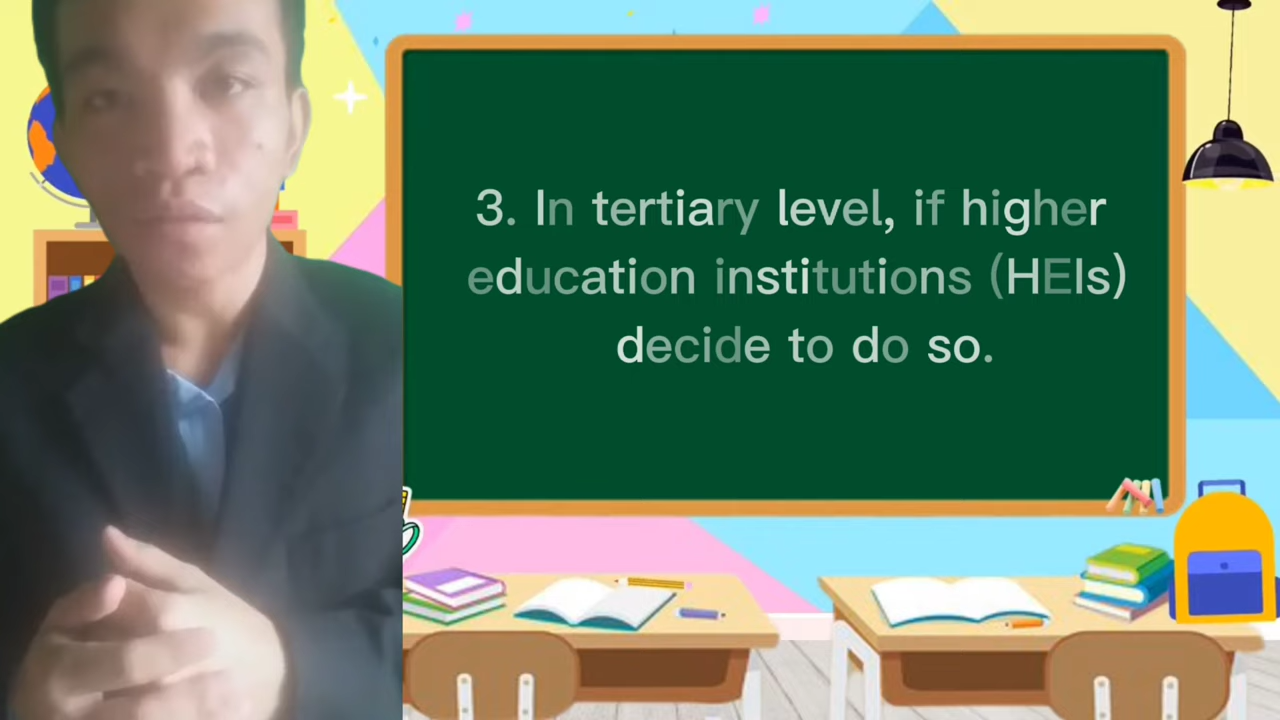 3. In tertiary level, if higher
education institutions (HEIs)
decide to do so.